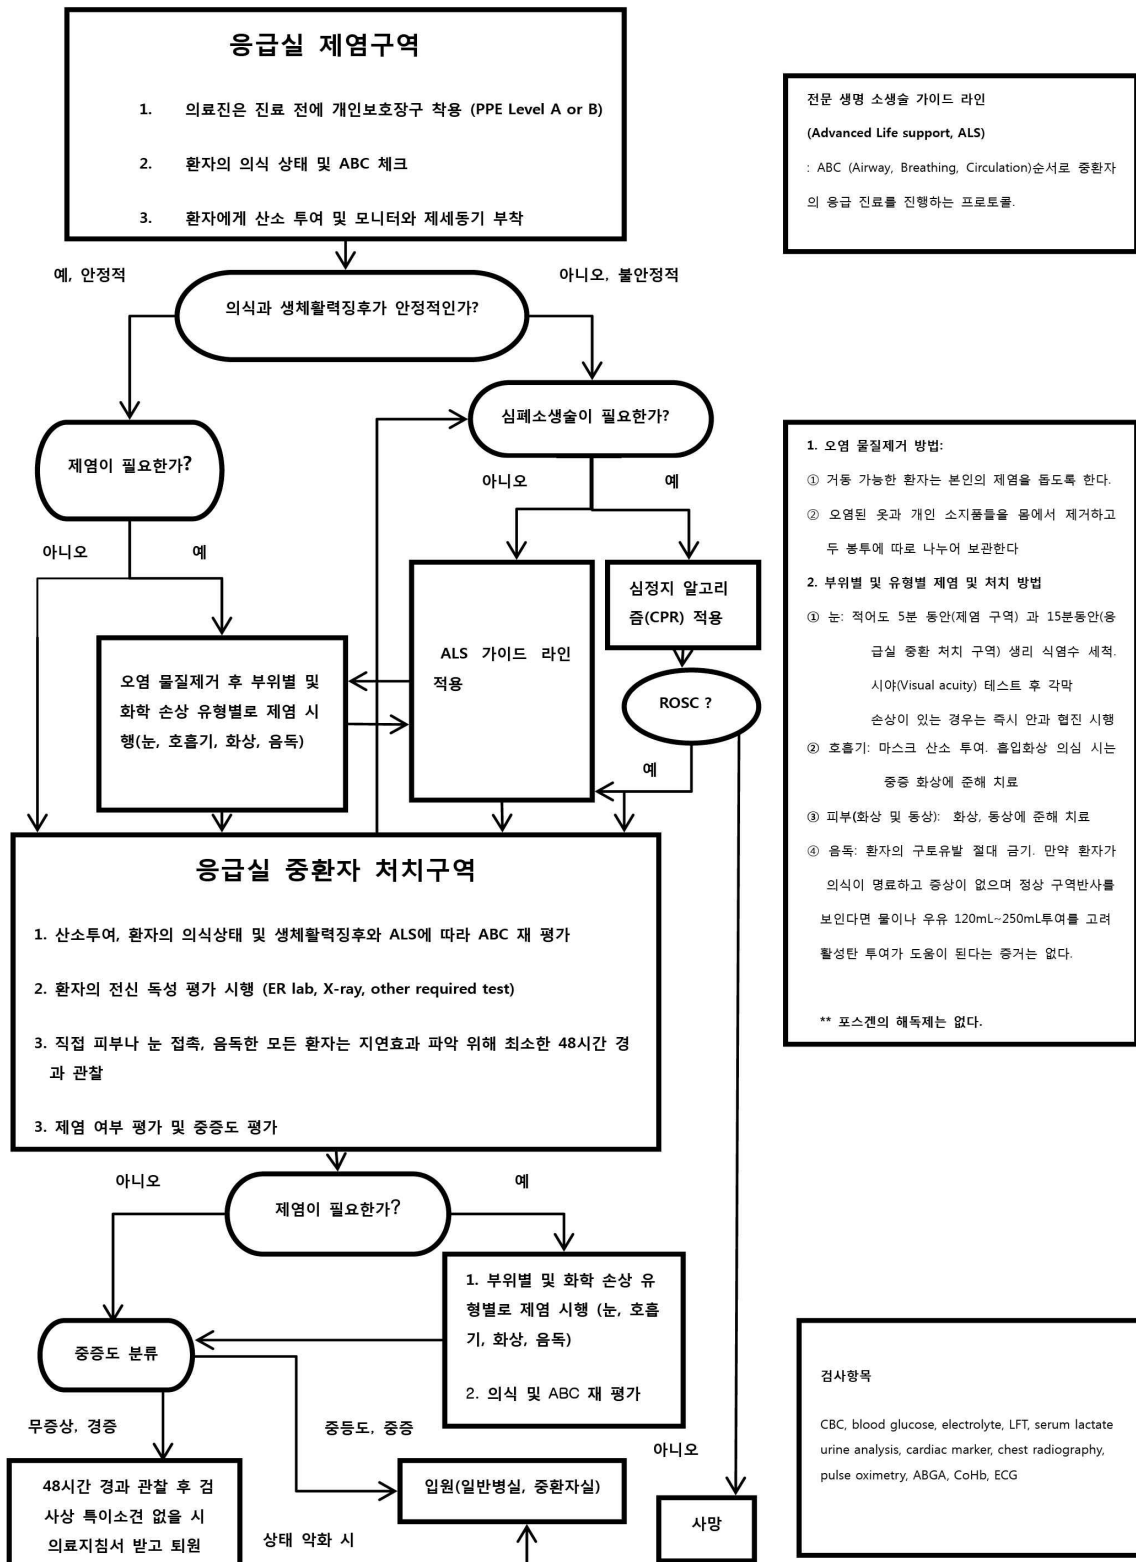 응급실 제염구역
1. 의료진은 진료 전에 개인보호장구 착용 (PPE Level A or B)
2. 환자의 의식 상태 및 ABC 체크
3. 환자에게 산소 투여 및 모니터와 제세동기 부착
전문 생명 소생술 가이드 라인
(Advanced Life support, ALS)
: ABC (Airway, Breathing, Circulation)순서로 중환자
의 응급 진료를 진행하는 프로토콜.
예, 안정적
아니오, 불안정적
의식과 생체활력징후가 안정적인가?
심폐소생술이 필요한가?
제염이 필요한가?
아니오
예
아니오
예
심정지 알고리
즘(CPR) 적용
ALS 가이드 라인
적용
오염 물질제거 후 부위별 및
화학 손상 유형별로 제염 시
행(눈, 호흡기, 화상, 음독)
ROSC ?
예
1. 오염 물질제거 방법:
① 거동 가능한 환자는 본인의 제염을 돕도록 한다.
② 오염된 옷과 개인 소지품들을 몸에서 제거하고
두 봉투에 따로 나누어 보관한다
2. 부위별 및 유형별 제염 및 처치 방법
① 눈: 적어도 5분 동안(제염 구역) 과 15분동안(응
급실 중환 처치 구역) 생리 식염수 세척.
시야(Visual acuity) 테스트 후 각막
손상이 있는 경우는 즉시 안과 협진 시행
② 호흡기: 마스크 산소 투여. 흡입화상 의심 시는
중증 화상에 준해 치료
③ 피부(화상 및 동상): 화상, 동상에 준해 치료
④ 음독: 환자의 구토유발 절대 금기. 만약 환자가
의식이 명료하고 증상이 없으며 정상 구역반사를
보인다면 물이나 우유 120mL~250mL투여를 고려
활성탄 투여가 도움이 된다는 증거는 없다.
** 포스겐의 해독제는 없다.
응급실 중환자 처치구역
1. 산소투여, 환자의 의식상태 및 생체활력징후와 ALS에 따라 ABC 재 평가
2. 환자의 전신 독성 평가 시행 (ER lab, X-ray, other required test)
3. 직접 피부나 눈 접촉, 음독한 모든 환자는 지연효과 파악 위해 최소한 48시간 경
과 관찰
3. 제염 여부 평가 및 중증도 평가
아니오
예
제염이 필요한가?
1. 부위별 및 화학 손상 유
형별로 제염 시행 (눈, 호흡
기, 화상, 음독)
2. 의식 및 ABC 재 평가
중증도 분류
무증상, 경증
중등도, 중증
아니오
48시간 경과 관찰 후 검
사상 특이소견 없을 시
의료지침서 받고 퇴원
상태 악화 시
입원(일반병실, 중환자실)
사망
검사항목
CBC, blood glucose, electrolyte, LFT, serum lactate
urine analysis, cardiac marker, chest radiography,
pulse oximetry, ABGA, CoHb, ECG